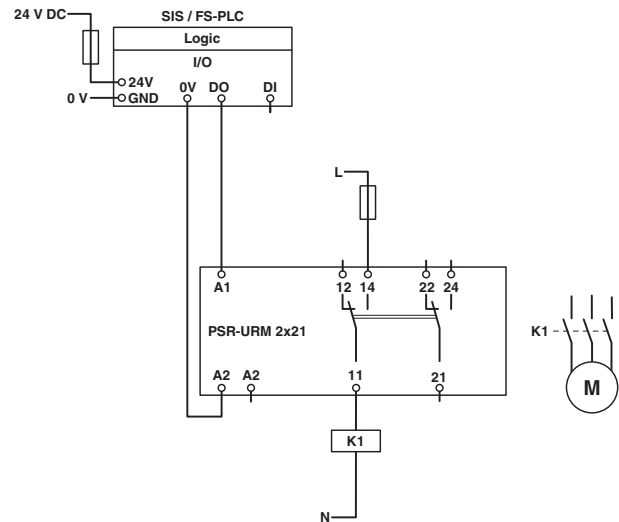 24 V DC
SIS / FS-PLC
Logic
I/O
24V
0 V GND
0V DO DI
L
A1 12 14 22 24
PSR-URM 2x21
K1
M
A2 A2 11 21
K1
N